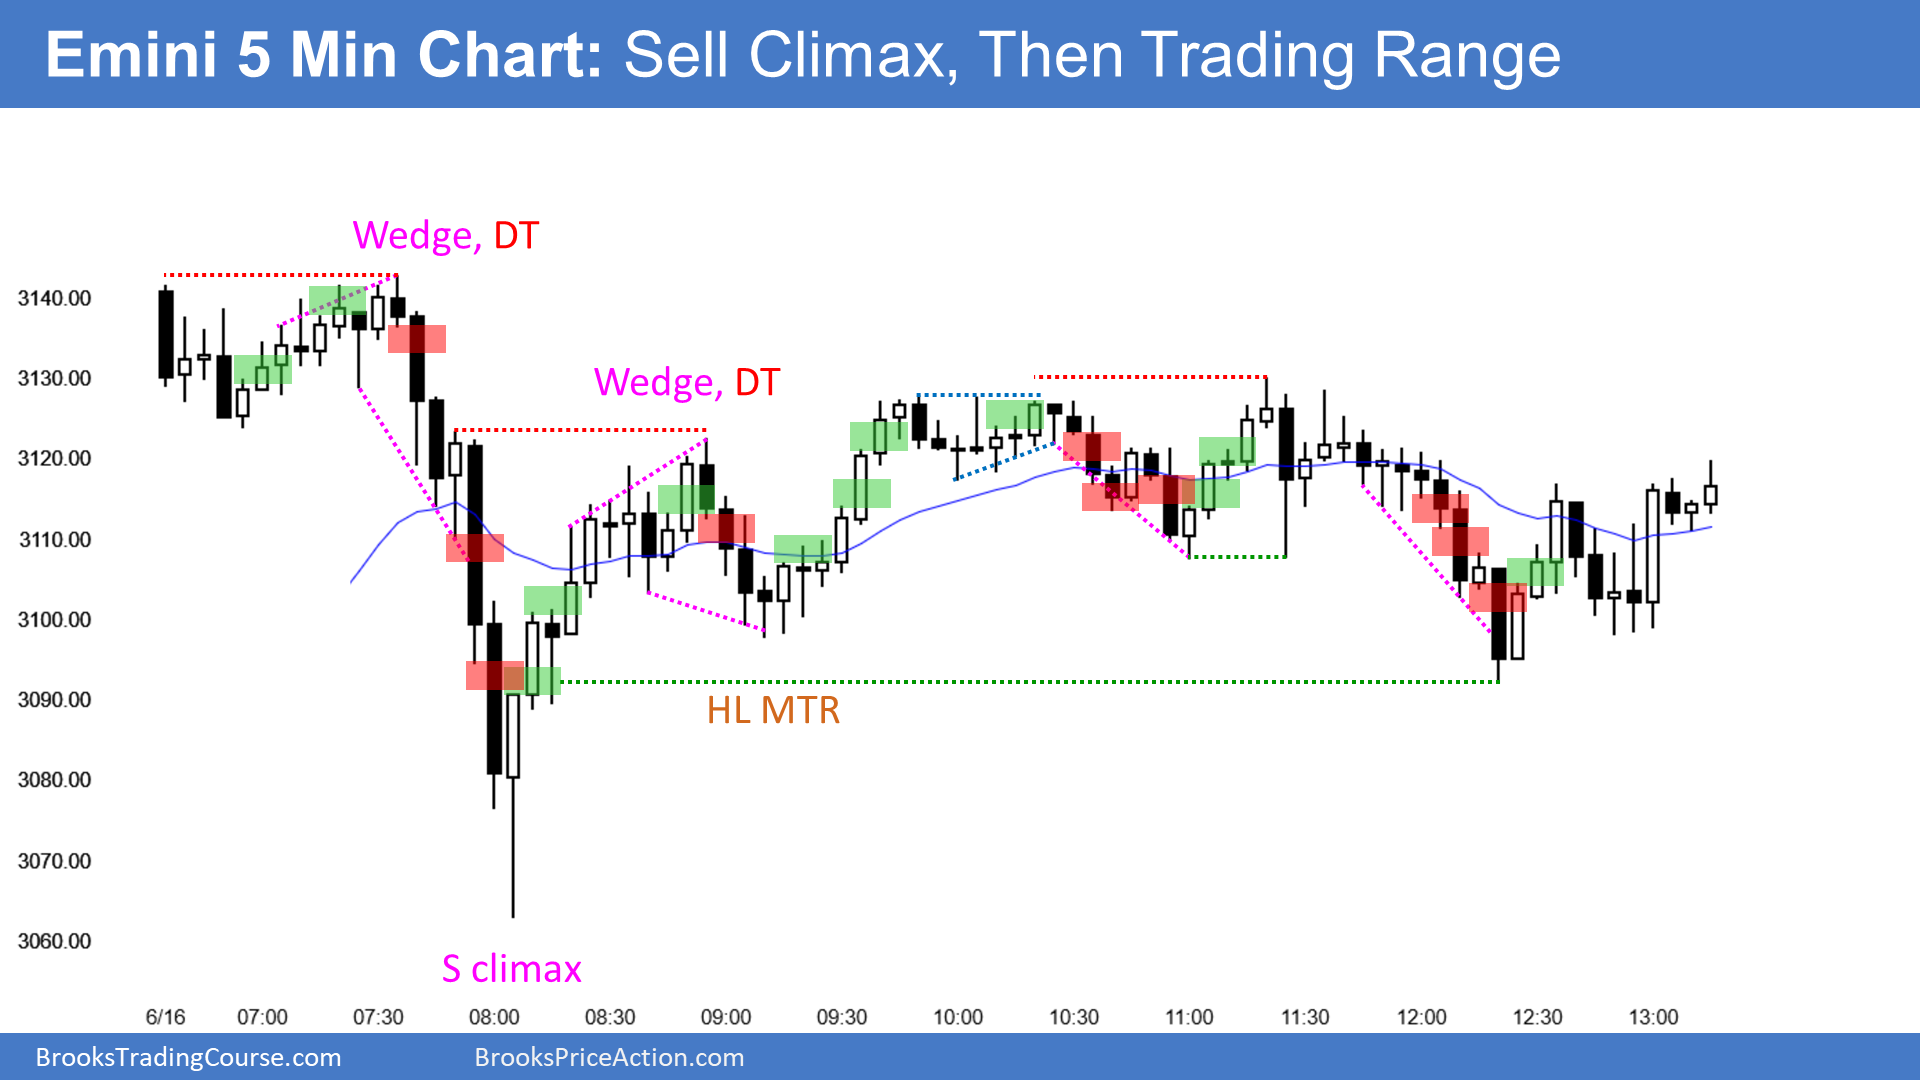 Emini 5 Min Chart: Sell Climax, Then Trading Range
Wedge, DT
3140.00
3130.00
Wedge, DT
3120.00
3110.00
3100.00
3090.00
HL MTR
3080.00
3070.00
3060.00
S climax
6/16 07:00 07:30 08:00 08:30 09:00 09:30 10:00 10:30 11:00 11:30 12:00 12:30 13:00
BrooksTradingCourse.com BrooksPriceAction.com